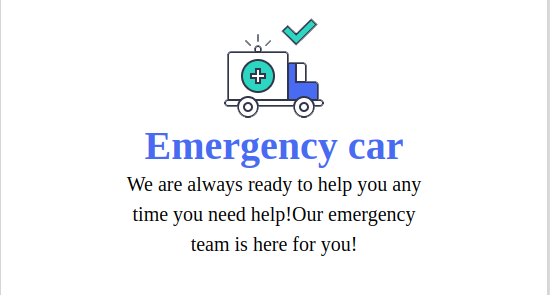 Emergency car
We are always ready to help you any
time you need help!Our emergency
team is here for you!